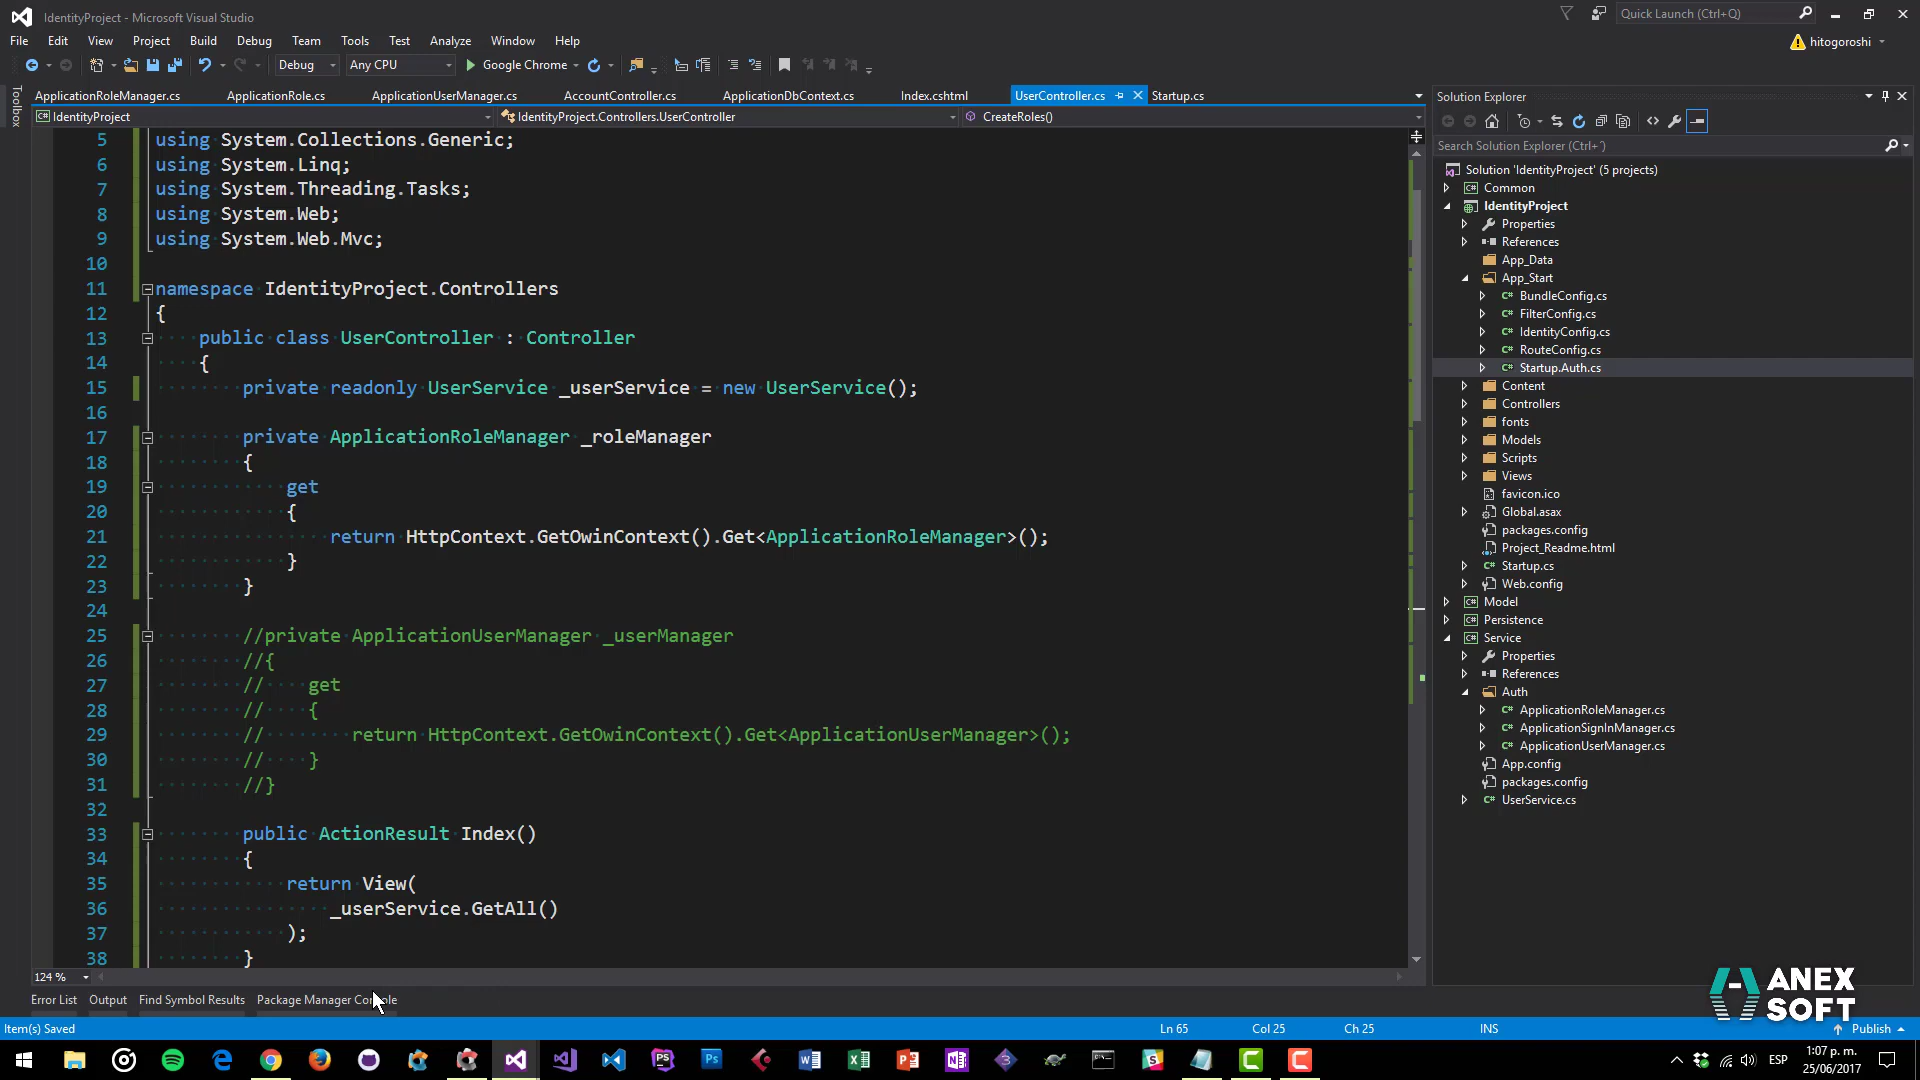 IdentityProject - Microsoft Visual Studio
Quick Launch (Ctrl+Q)
File Edit View Project Build Debug Team Tools Test Analyze Window Help
hitogoroshi
Debug Any CPU Google Chrome
Toolbox
ApplicationRoleManager.cs ApplicationRole.cs ApplicationUserManager.cs AccountController.cs ApplicationDbContext.cs Index.cshtml UserController.cs Startup.cs
IdentityProject IdentityProject.Controllers.UserController CreateRoles()
5 using System.Collections.Generic;
6 using System.Linq;
7 using System.Threading.Tasks;
8 using System.Web;
9 using System.Web.Mvc;
10
11 namespace IdentityProject.Controllers
12 {
13 public class UserController : Controller
14 {
15 private readonly UserService _userService = new UserService();
16
17 private ApplicationRoleManager _roleManager
18 {
19 get
20 {
21 return HttpContext.GetOwinContext().Get<ApplicationRoleManager>();
22 }
23 }
24
25 //private ApplicationUserManager _userManager
26 //{
27 // get
28 // {
29 // return HttpContext.GetOwinContext().Get<ApplicationUserManager>();
30 // }
31 //}
32
33 public ActionResult Index()
34 {
35 return View(
36 _userService.GetAll()
37 );
38 }
124 %
Error List Output Find Symbol Results Package Manager Console
Item(s) Saved Ln 65 Col 25 Ch 25 INS Publish
Solution Explorer
Search Solution Explorer (Ctrl+´)
Solution 'IdentityProject' (5 projects)
Common
IdentityProject
Properties
References
App_Data
App_Start
BundleConfig.cs
FilterConfig.cs
IdentityConfig.cs
RouteConfig.cs
Startup.Auth.cs
Content
Controllers
fonts
Models
Scripts
Views
favicon.ico
Global.asax
packages.config
Project_Readme.html
Startup.cs
Web.config
Model
Persistence
Service
Properties
References
Auth
ApplicationRoleManager.cs
ApplicationSignInManager.cs
ApplicationUserManager.cs
App.config
packages.config
UserService.cs
ANEX
SOFT
ESP
1:07 p. m.
25/06/2017